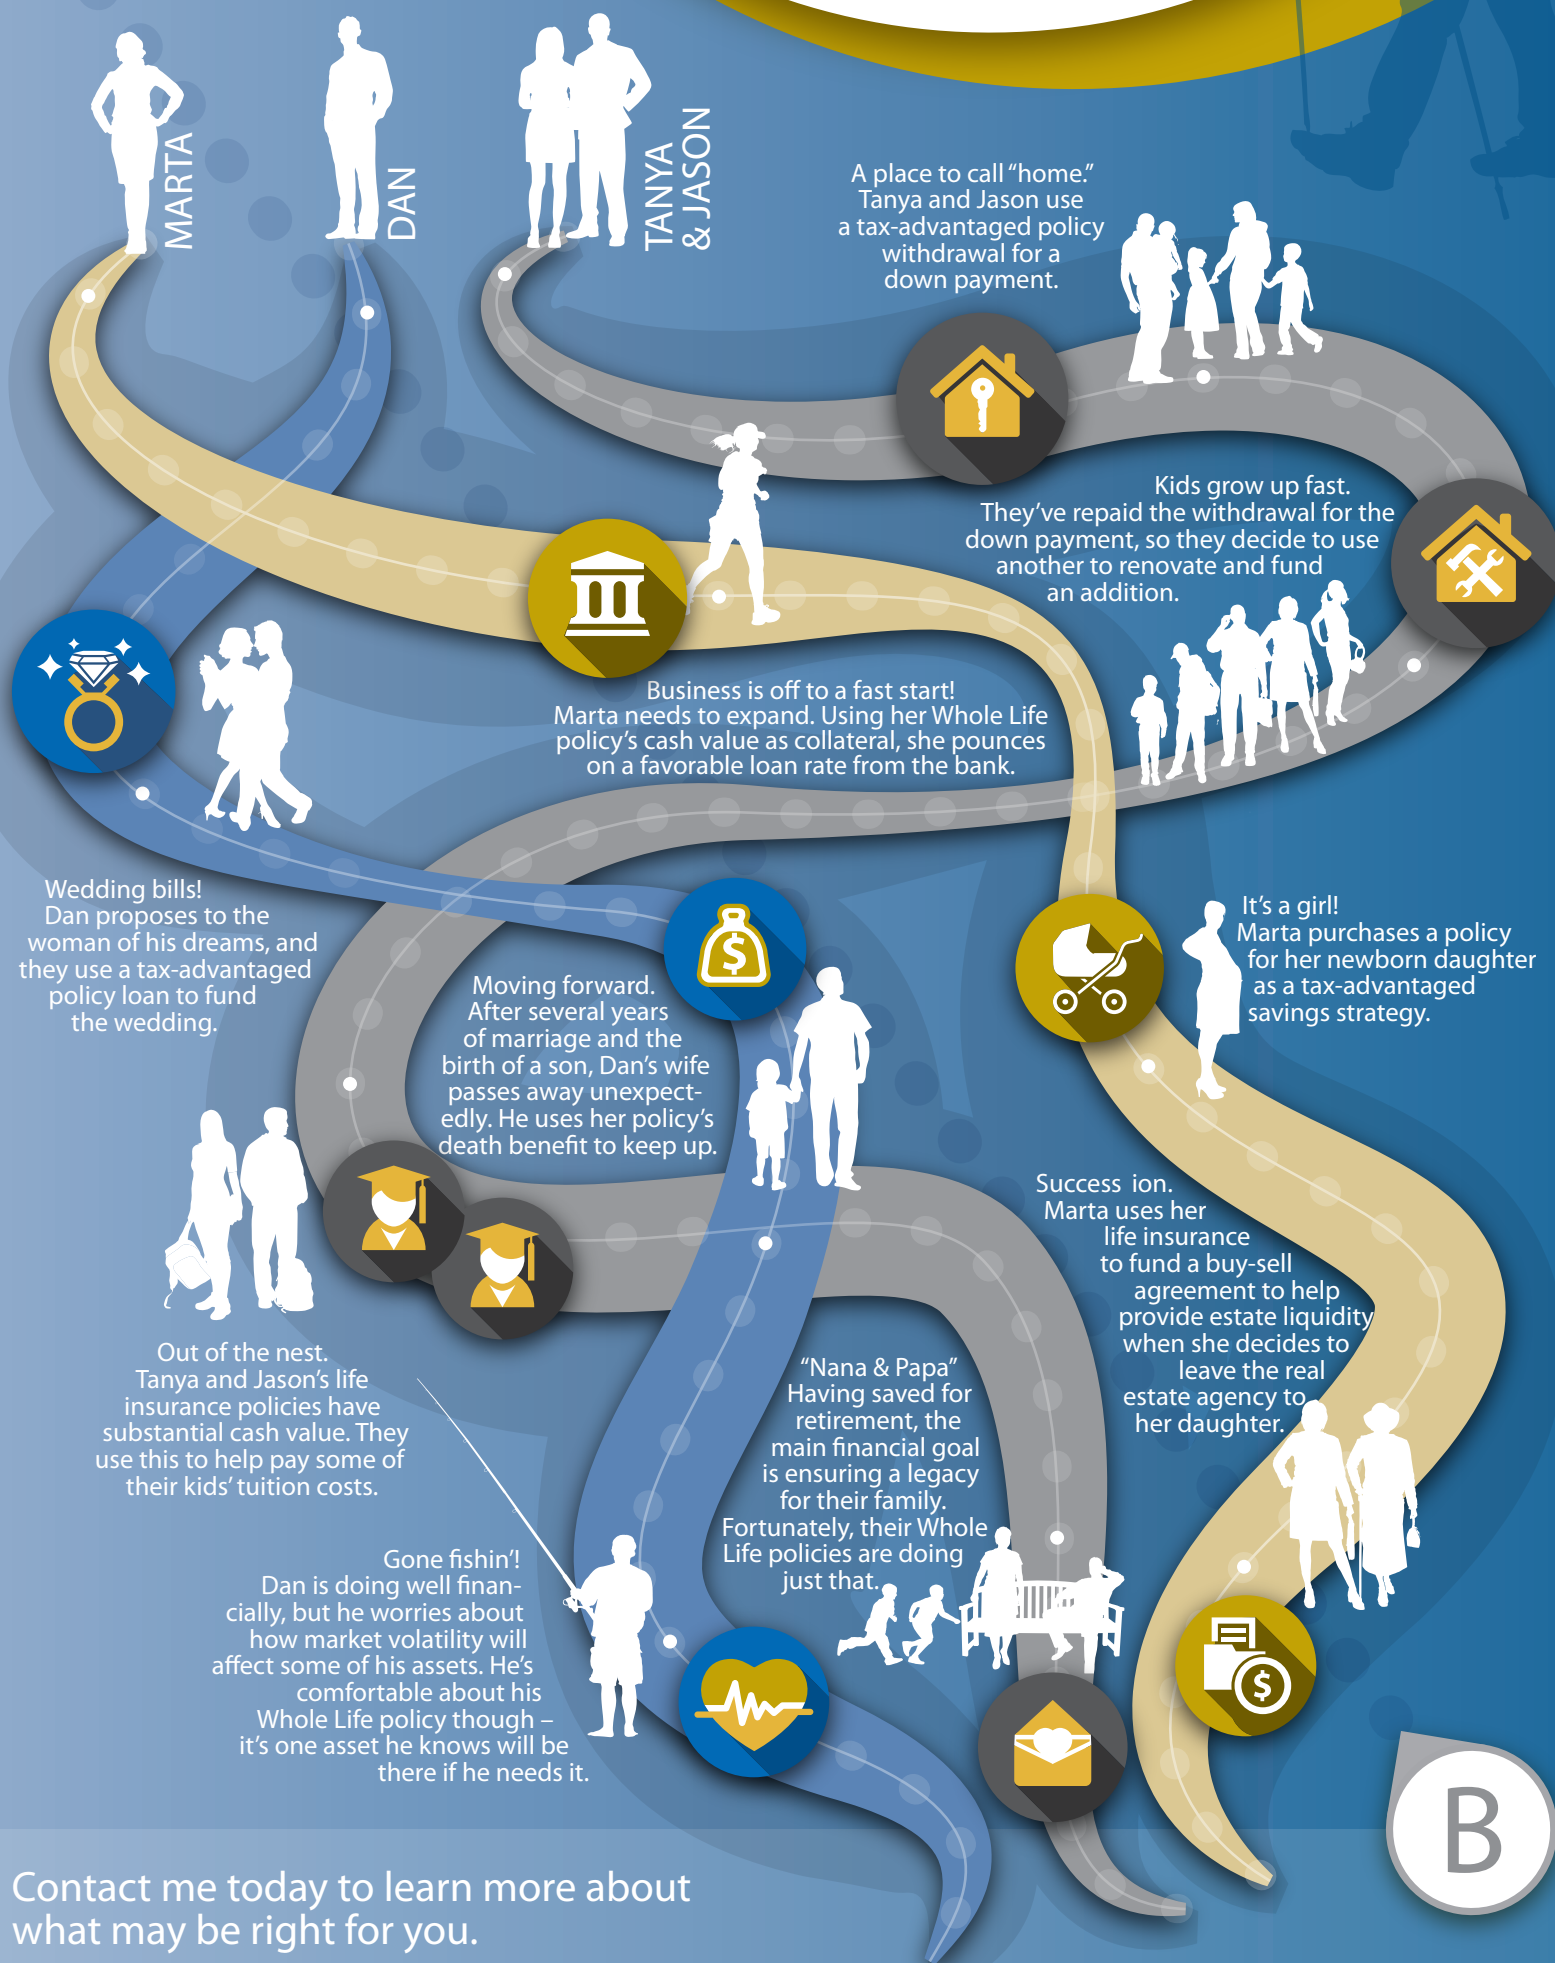 MARTA
DAN
TANYA
& JASON
A place to call “home.”
Tanya and Jason use
a tax-advantaged policy
withdrawal for a
down payment.
Kids grow up fast.
They’ve repaid the withdrawal for the
down payment, so they decide to use
another to renovate and fund
an addition.
Business is off to a fast start!
Marta needs to expand. Using her Whole Life
policy’s cash value as collateral, she pounces
on a favorable loan rate from the bank.
Wedding bills!
Dan proposes to the
woman of his dreams, and
they use a tax-advantaged
policy loan to fund
the wedding.
$
It’s a girl!
Marta purchases a policy
for her newborn daughter
as a tax-advantaged
savings strategy.
Moving forward.
After several years
of marriage and the
birth of a son, Dan’s wife
passes away unexpect-
edly. He uses her policy’s
death benefit to keep up.
Success ion.
Marta uses her
life insurance
to fund a buy-sell
agreement to help
provide estate liquidity
when she decides to
leave the real
estate agency to
her daughter.
Out of the nest.
Tanya and Jason’s life
insurance policies have
substantial cash value. They
use this to help pay some of
their kids’ tuition costs.
“Nana & Papa”
Having saved for
retirement, the
main financial goal
is ensuring a legacy
for their family.
Fortunately, their Whole
Life policies are doing
just that.
Gone fishin’!
Dan is doing well finan-
cially, but he worries about
how market volatility will
affect some of his assets. He’s
comfortable about his
Whole Life policy though –
it’s one asset he knows will be
there if he needs it.
$
B
Contact me today to learn more about
what may be right for you.